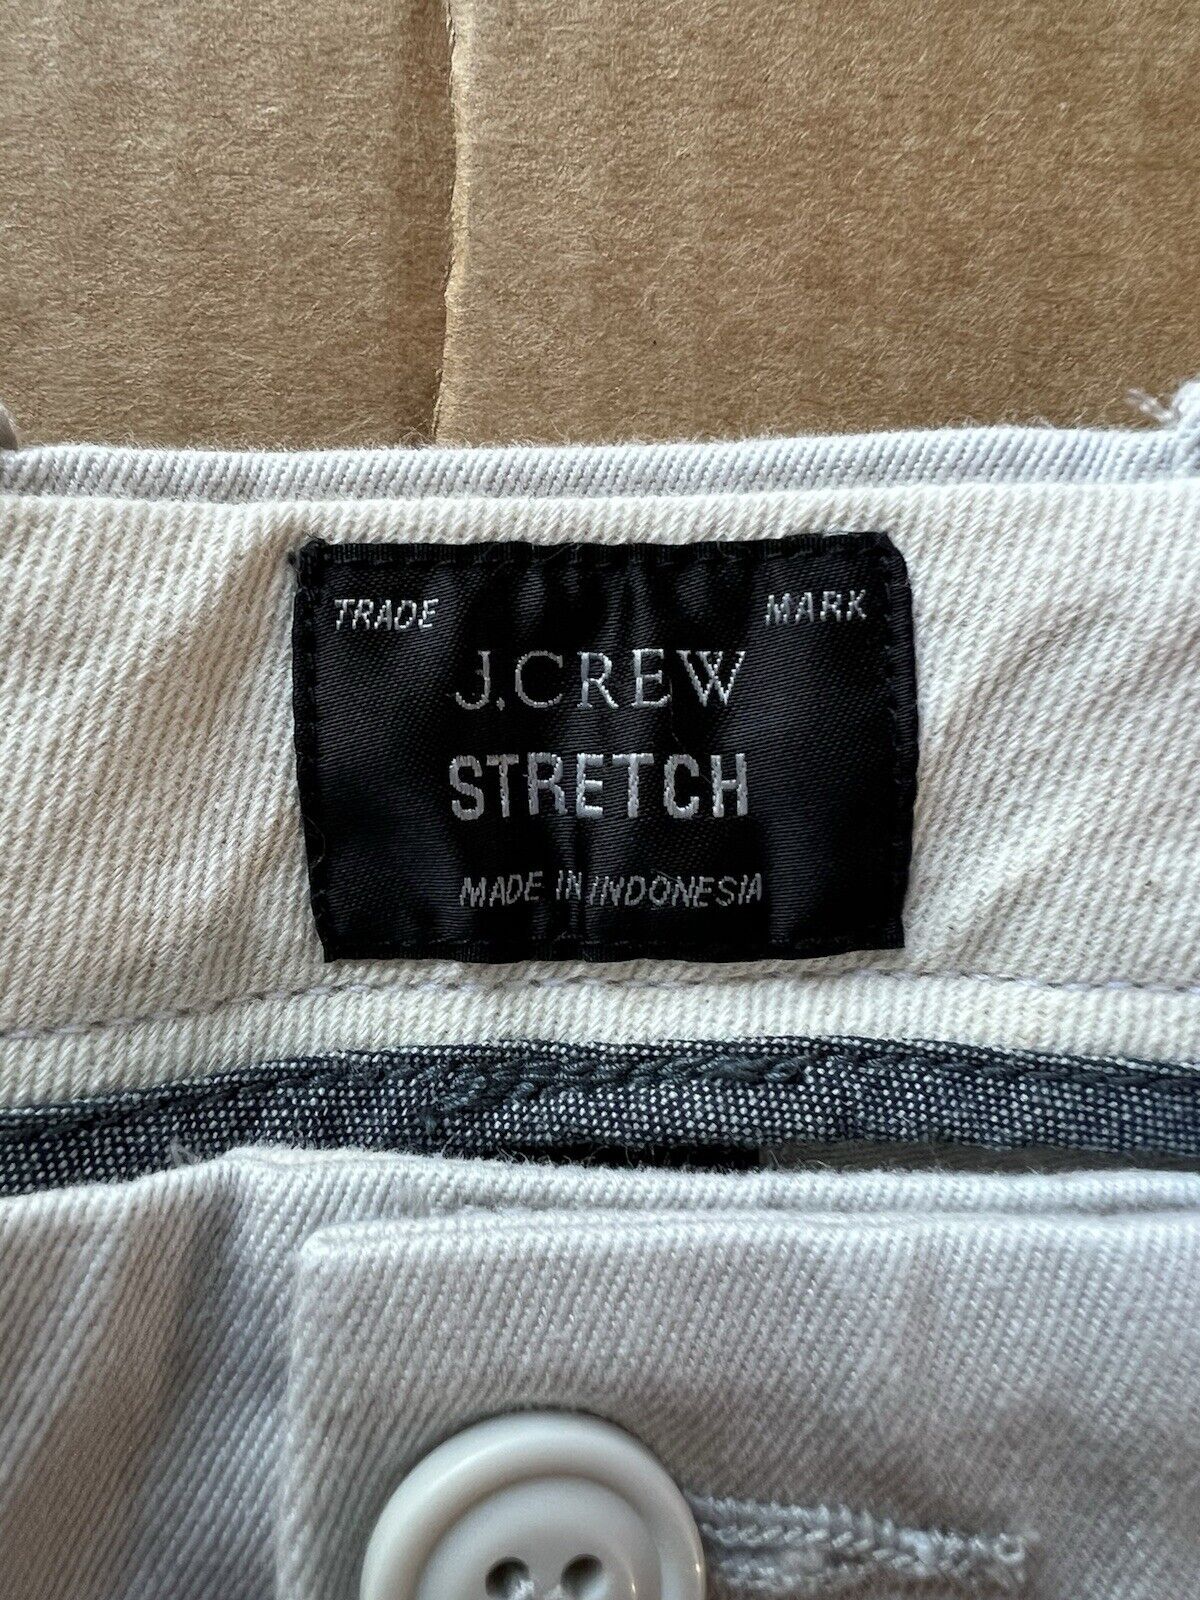 TRADE MARK
J.CREW
STRETCH
MADE IN INDONESIA